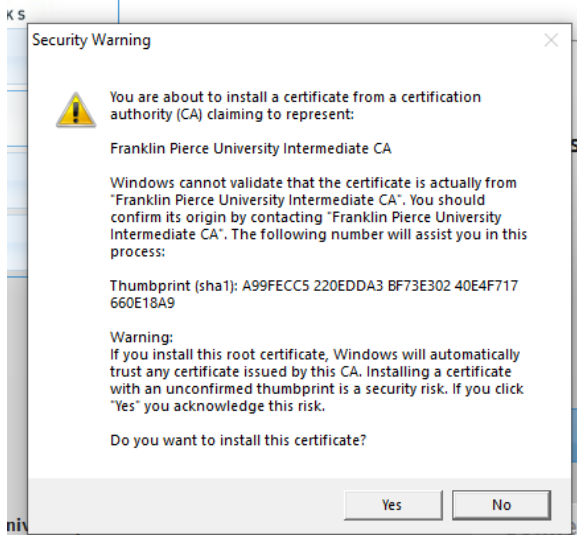 K S
Security Warning
You are about to install a certificate from a certification
authority (CA) claiming to represent:
Franklin Pierce University Intermediate CA
Windows cannot validate that the certificate is actually from
"Franklin Pierce University Intermediate CA". You should
confirm its origin by contacting "Franklin Pierce University
Intermediate CA". The following number will assist you in this
process:
Thumbprint (sha1): A99FECC5 220EDDA3 BF73E302 40E4F717
660E18A9
Warning:
If you install this root certificate, Windows will automatically
trust any certificate issued by this CA. Installing a certificate
with an unconfirmed thumbprint is a security risk. If you click
"Yes" you acknowledge this risk.
Do you want to install this certificate?
Yes No